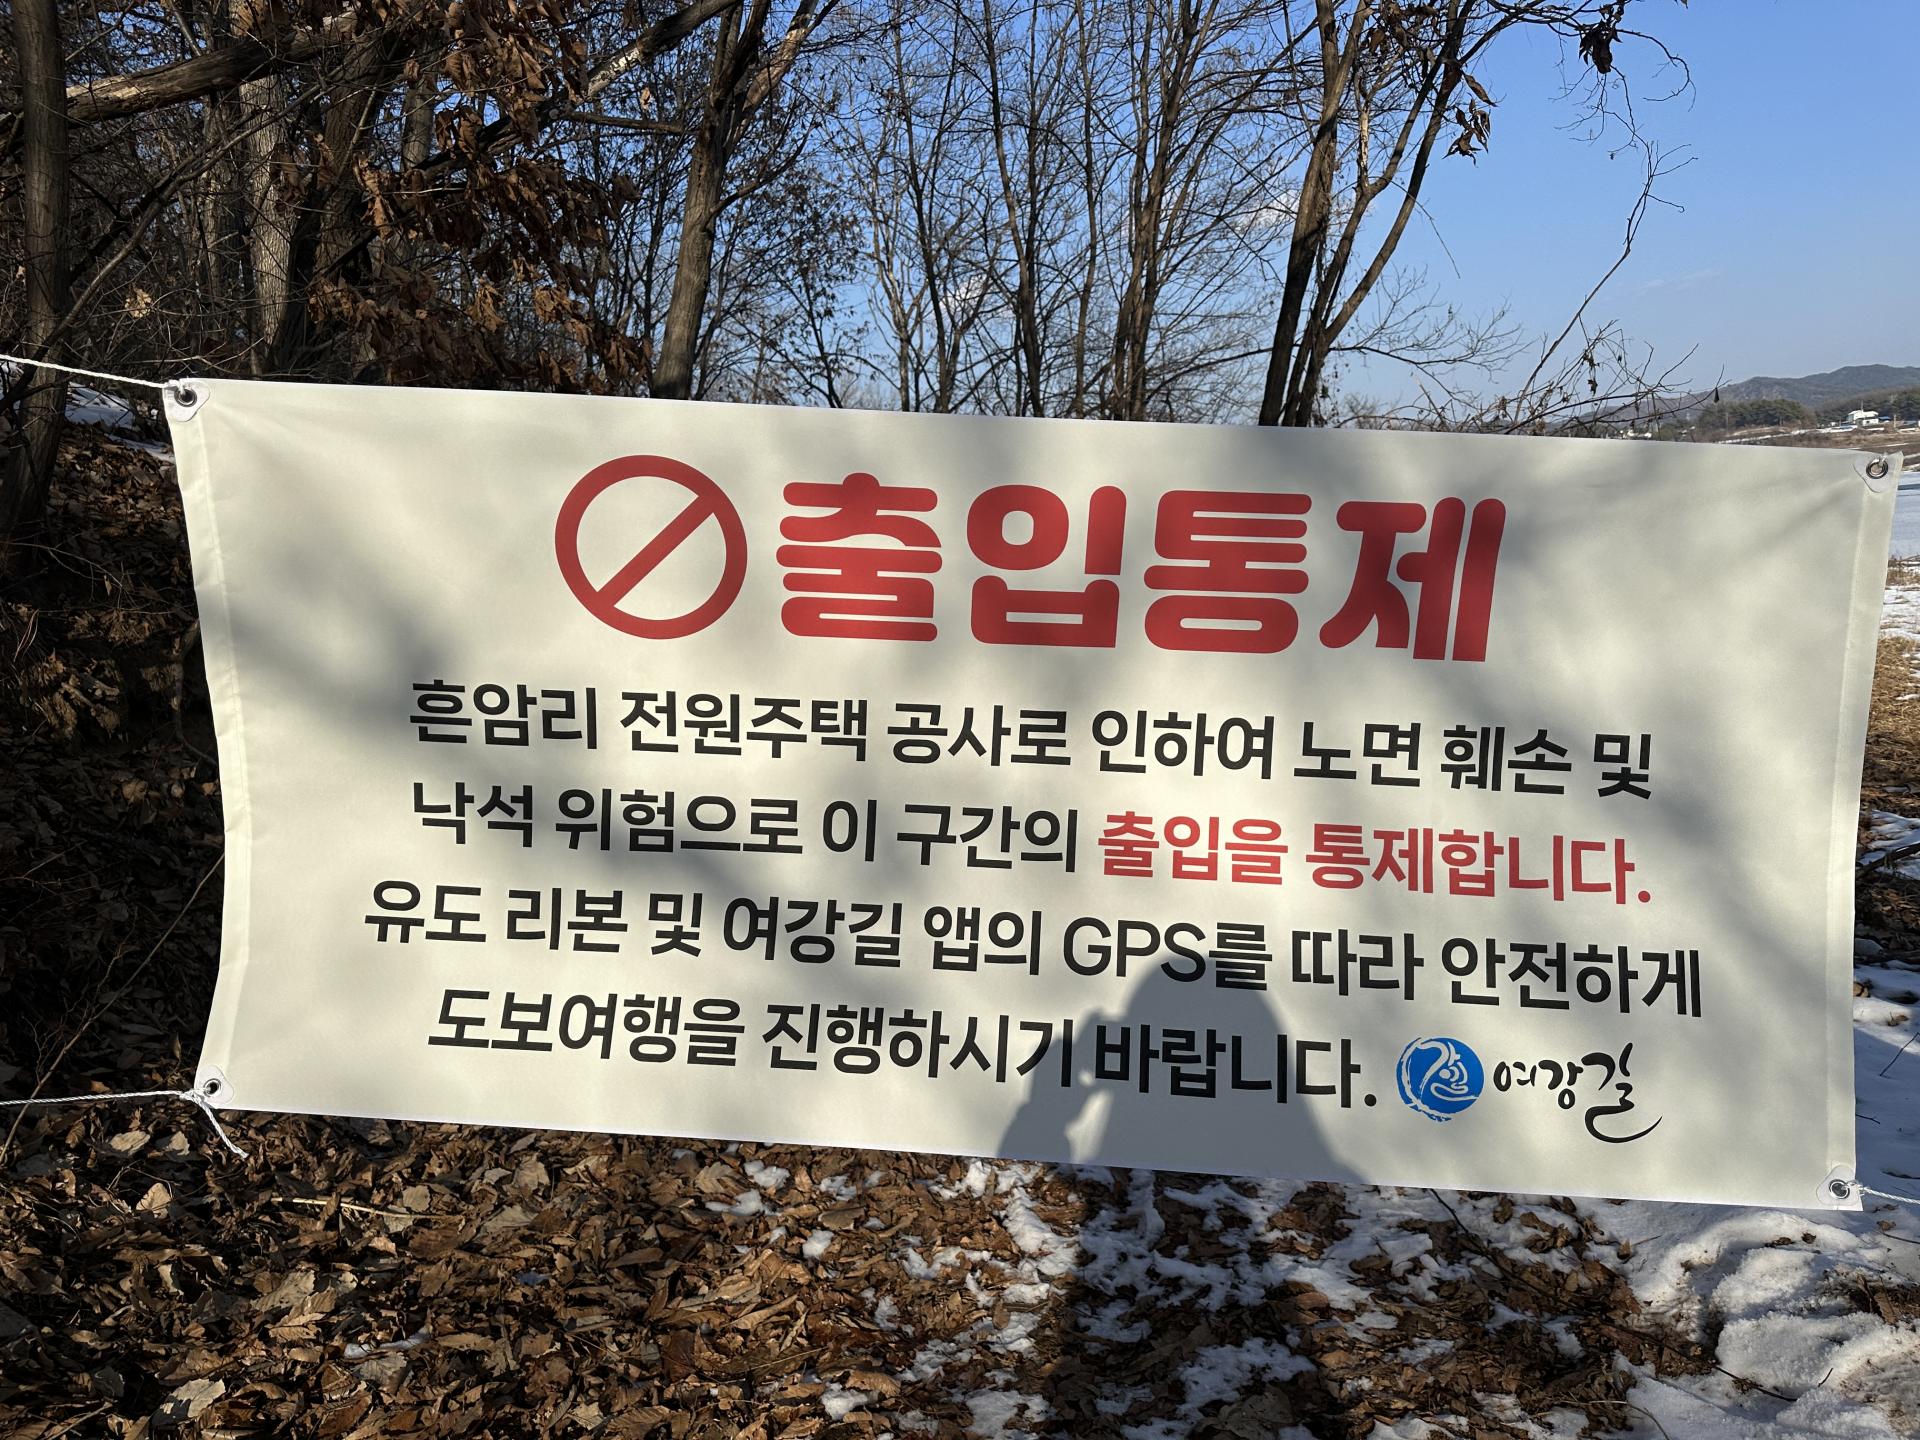 출입통제
흔암리 전원주택 공사로 인하여 노면 훼손 및
낙석 위험으로 이 구간의 출입을 통제합니다.
유도 리본 및 여강길 앱의 GPS를 따라 안전하게
도보여행을 진행하시기 바랍니다. 여강길